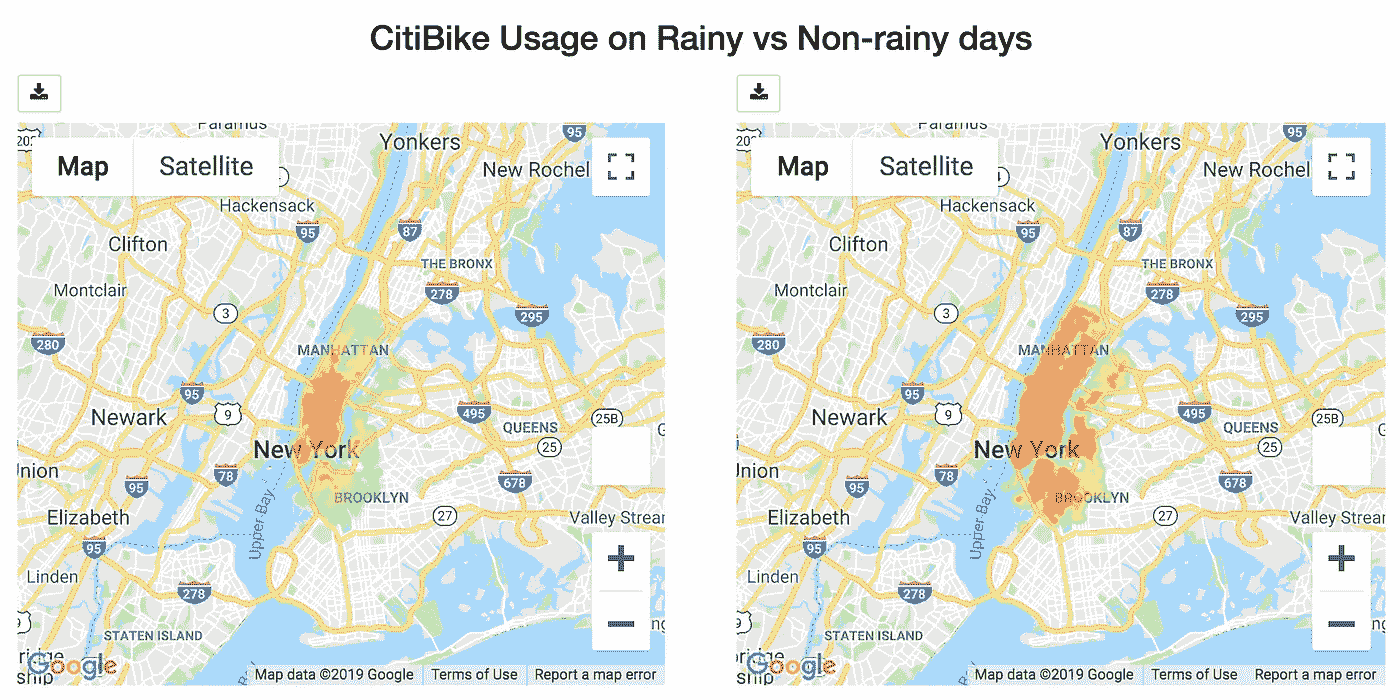 CitiBike Usage on Rainy vs Non-rainy days
Paramus
Yonkers
95
Map
Satellite
New Rochel
Hackensack
95
87
Clifton
THE BRONX
Montclair
278
3
295
280
MANHATTAN
95
Newark
9
495
25B
QUEENS
New York
25
Union
78
678
95
BROOKLYN
Elizabeth
27
Valley Strear
Upper Bay
95
Linden
278
STATEN ISLAND
Google
Map data ©2019 Google
Terms of Use
Report a map error
Paramus
Yonkers
95
Map
Satellite
New Rochel
Hackensack
95
87
Clifton
THE BRONX
Montclair
278
3
295
280
MANHATTAN
95
Newark
9
495
25B
QUEENS
New York
25
Union
78
678
95
BROOKLYN
Elizabeth
27
Valley Strear
Upper Bay
95
Linden
278
STATEN ISLAND
Google
Map data ©2019 Google
Terms of Use
Report a map error